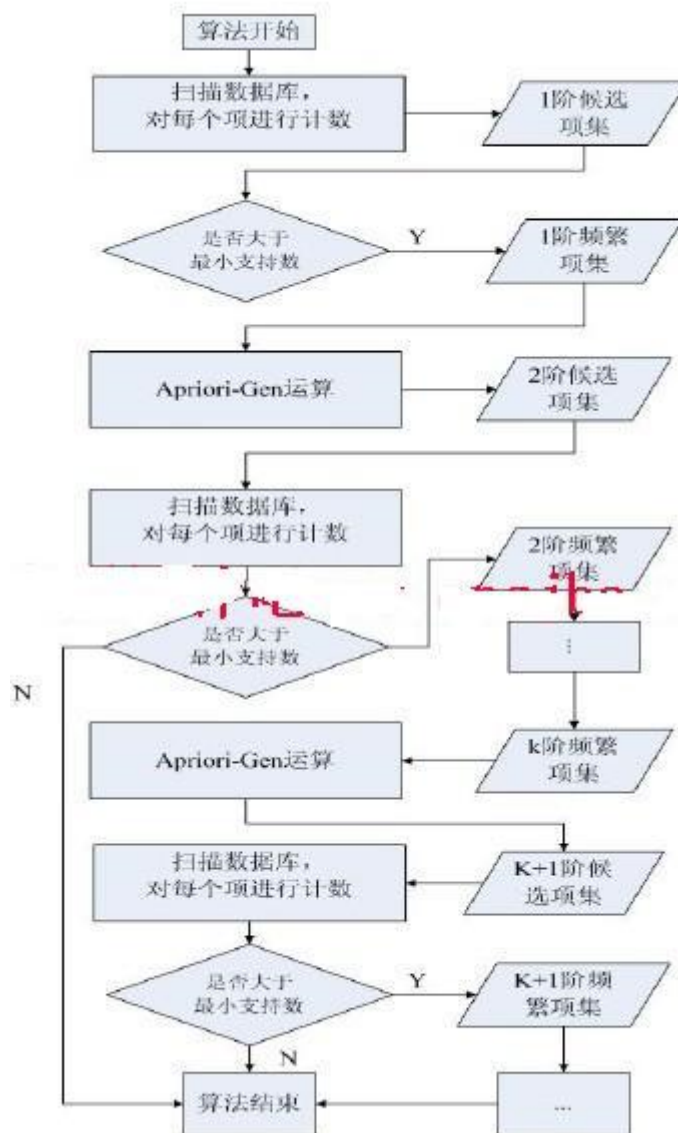 算法开始
扫描数据库，
对每个项进行计数
1阶候选
项集
是否大于
最小支持数
Y
1阶频繁
项集
Apriori-Gen运算
2阶候选
项集
扫描数据库，
对每个项进行计数
2阶频繁
项集
是否大于
最小支持数
N
⋮
Apriori-Gen运算
k阶频繁
项集
扫描数据库，
对每个项进行计数
K+1阶候
选项集
是否大于
最小支持数
Y
K+1阶频
繁项集
N
算法结束
...